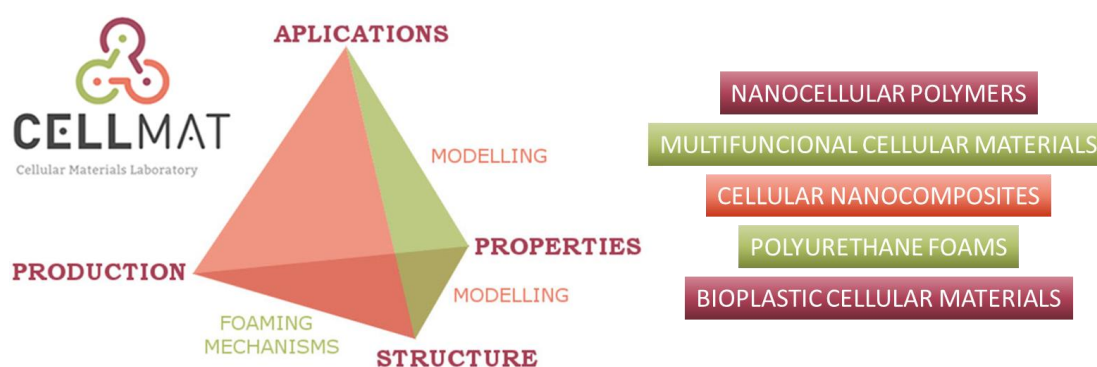 CELLMAT
Cellular Materials Laboratory
APLICATIONS
MODELLING
PROPERTIES
PRODUCTION
MODELLING
FOAMING
MECHANISMS
STRUCTURE
NANOCELLULAR POLYMERS
MULTIFUNCIONAL CELLULAR MATERIALS
CELLULAR NANOCOMPOSITES
POLYURETHANE FOAMS
BIOPLASTIC CELLULAR MATERIALS